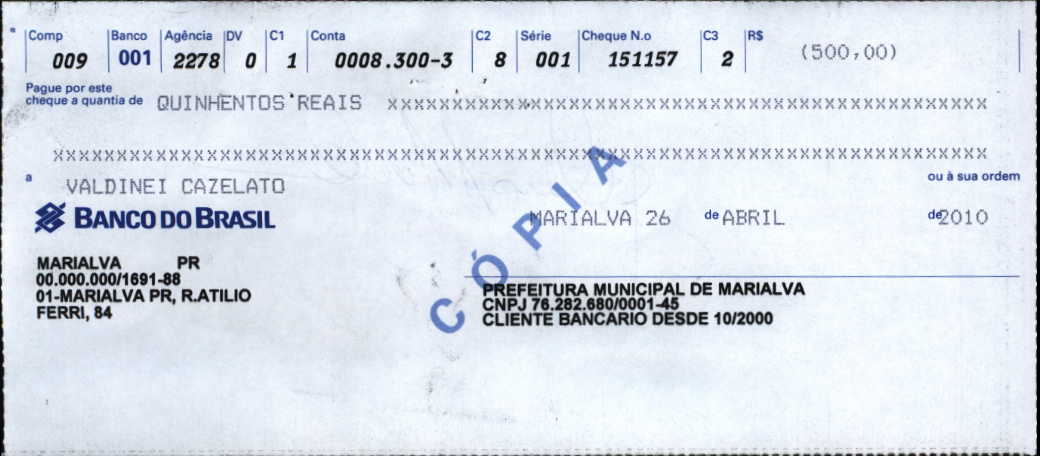 Comp Banco Agência DV C1 Conta C2 Série Cheque N.o C3 R$ (500,00)
009 001 2278 0 1 0008.300-3 8 001 151157 2
Pague por este
cheque a quantia de QUINHENTOS REAIS xxxxxxxxxxxxxxxxxxxxxxxxxxxxxxxxxxxxxxxxxxxxxxxxxxx
xxxxxxxxxxxxxxxxxxxxxxxxxxxxxxxxxxxxxxxxxxxxxxxxxxxxxxxxxxxxxxxxxxxxxxxxxxxxxxxx
a VALDINEI CAZELATO ou à sua ordem
BANCO DO BRASIL
MARIALVA 26 de ABRIL de 2010
CÓPIA
MARIALVA PR
00.000.000/1691-88
01-MARIALVA PR, R.ATILIO
FERRI, 84
PREFEITURA MUNICIPAL DE MARIALVA
CNPJ 76.282.680/0001-45
CLIENTE BANCARIO DESDE 10/2000